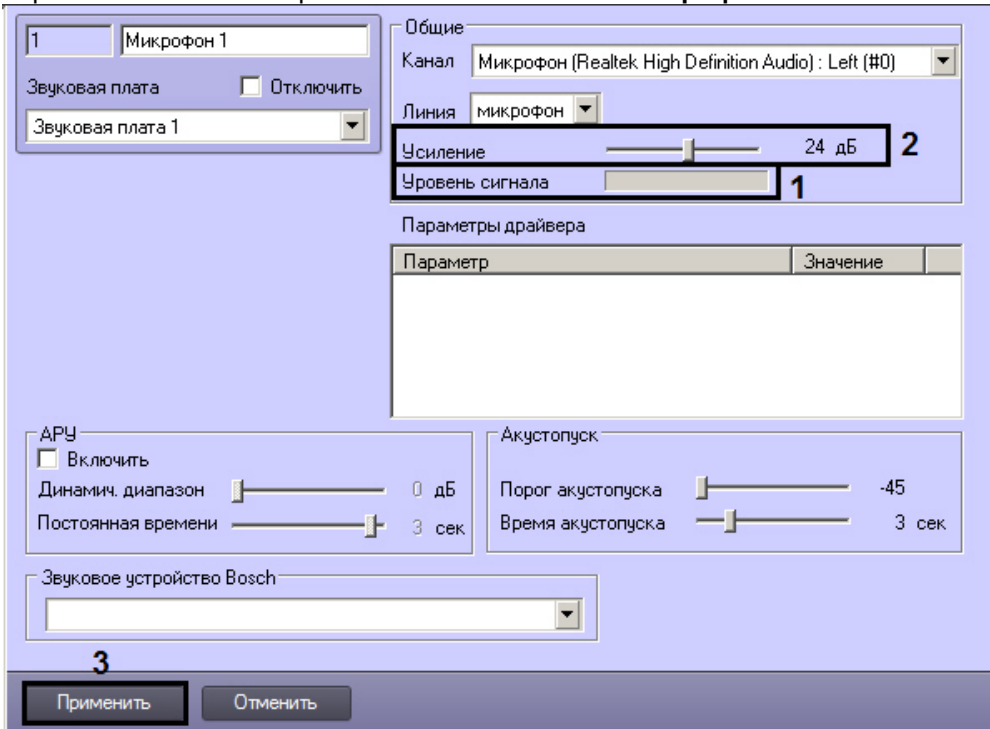 1 Микрофон 1
Звуковая плата Отключить
Звуковая плата 1
Общие
Канал Микрофон (Realtek High Definition Audio) : Left (#0)
Линия микрофон
Усиление 24 дБ 2
Уровень сигнала 1
Параметры драйвера
Параметр Значение
АРУ
Включить
Динамич. диапазон 0 дБ
Постоянная времени 3 сек
Акустопуск
Порог акустопуска -45
Время акустопуска 3 сек
Звуковое устройство Bosch
3
Применить Отменить